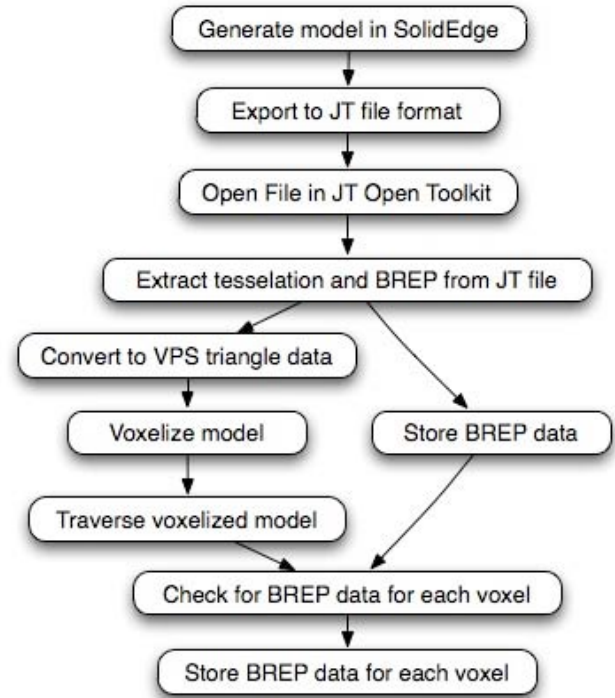 Generate model in SolidEdge
Export to JT file format
Open File in JT Open Toolkit
Extract tesselation and BREP from JT file
Convert to VPS triangle data
Voxelize model
Store BREP data
Traverse voxelized model
Check for BREP data for each voxel
Store BREP data for each voxel